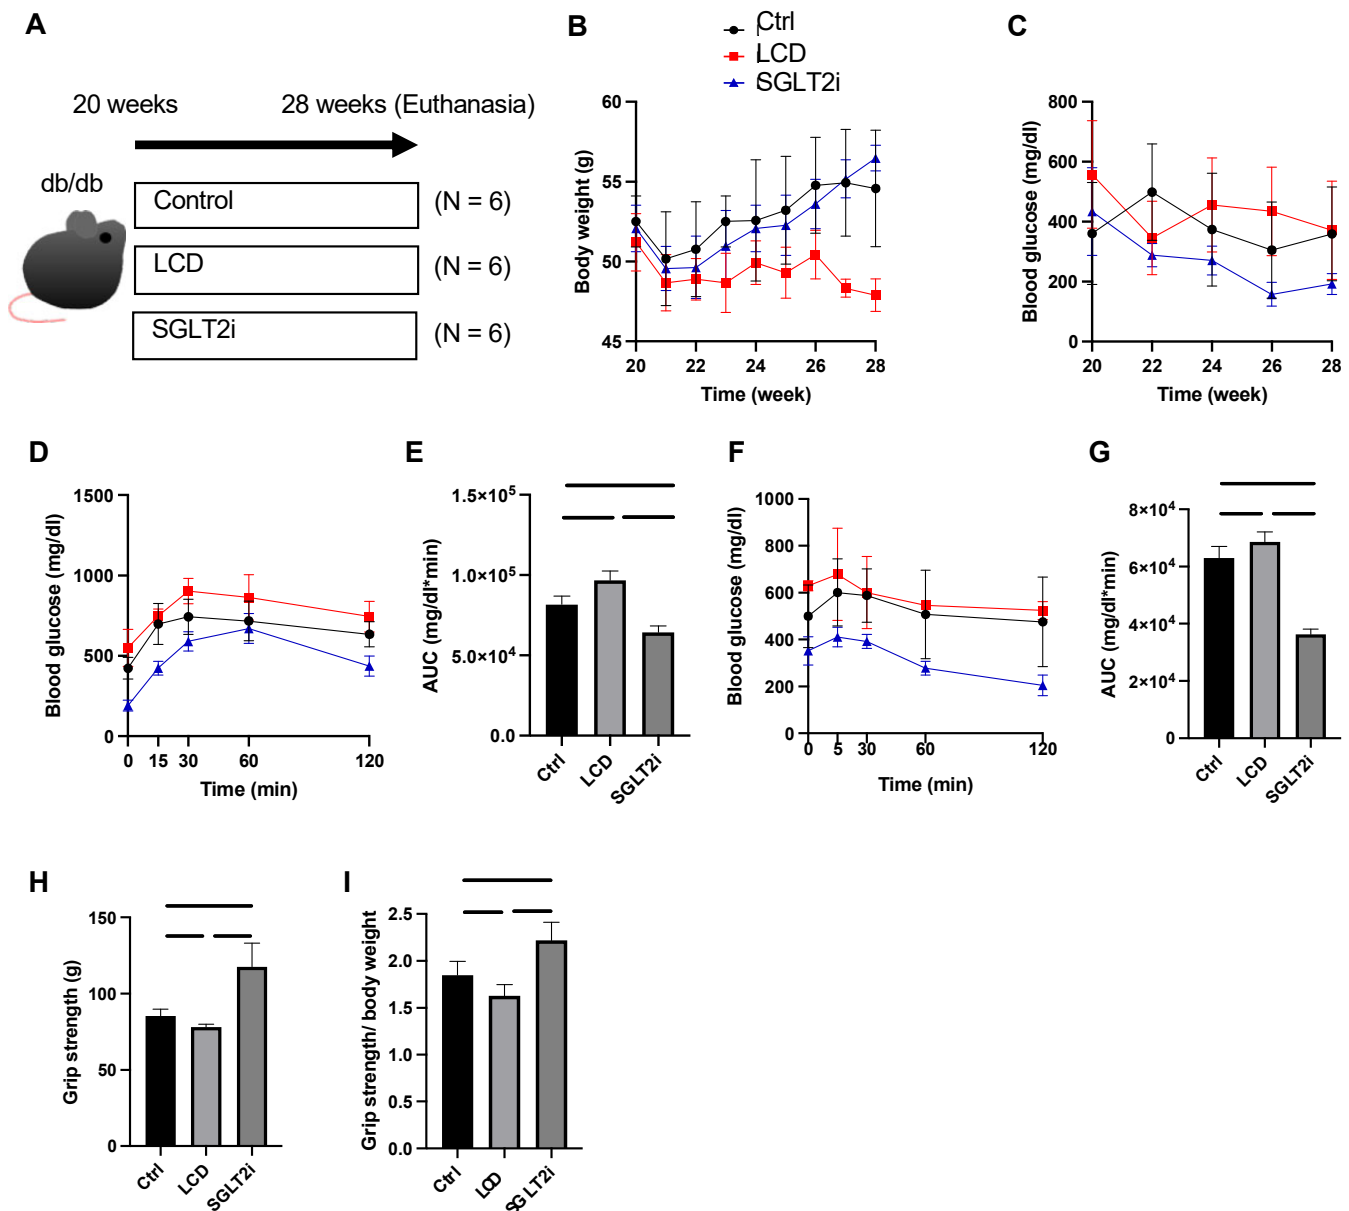 A
20 weeks
28 weeks (Euthanasia)
db/db
Control
(N = 6)
LCD
(N = 6)
SGLT2i
(N = 6)
B
Ctrl
LCD
SGLT2i
Body weight (g)
60
55
50
45
20
22
24
26
28
Time (week)
C
Blood glucose (mg/dl)
800
600
400
200
0
20
22
24
26
28
Time (week)
D
Blood glucose (mg/dl)
1500
1000
500
0
0
15
30
60
120
Time (min)
E
AUC (mg/dl*min)
1.5×10⁵
1.0×10⁵
5.0×10⁴
0.0
Ctrl
LCD
SGLT2i
F
Blood glucose (mg/dl)
1000
800
600
400
200
0
0
5
30
60
120
Time (min)
G
AUC (mg/dl*min)
8×10⁴
6×10⁴
4×10⁴
2×10⁴
0
Ctrl
LCD
SGLT2i
H
Grip strength (g)
150
100
50
0
Ctrl
LCD
SGLT2i
I
Grip strength/ body weight
2.5
2.0
1.5
1.0
0.5
0.0
Ctrl
LCD
SGLT2i